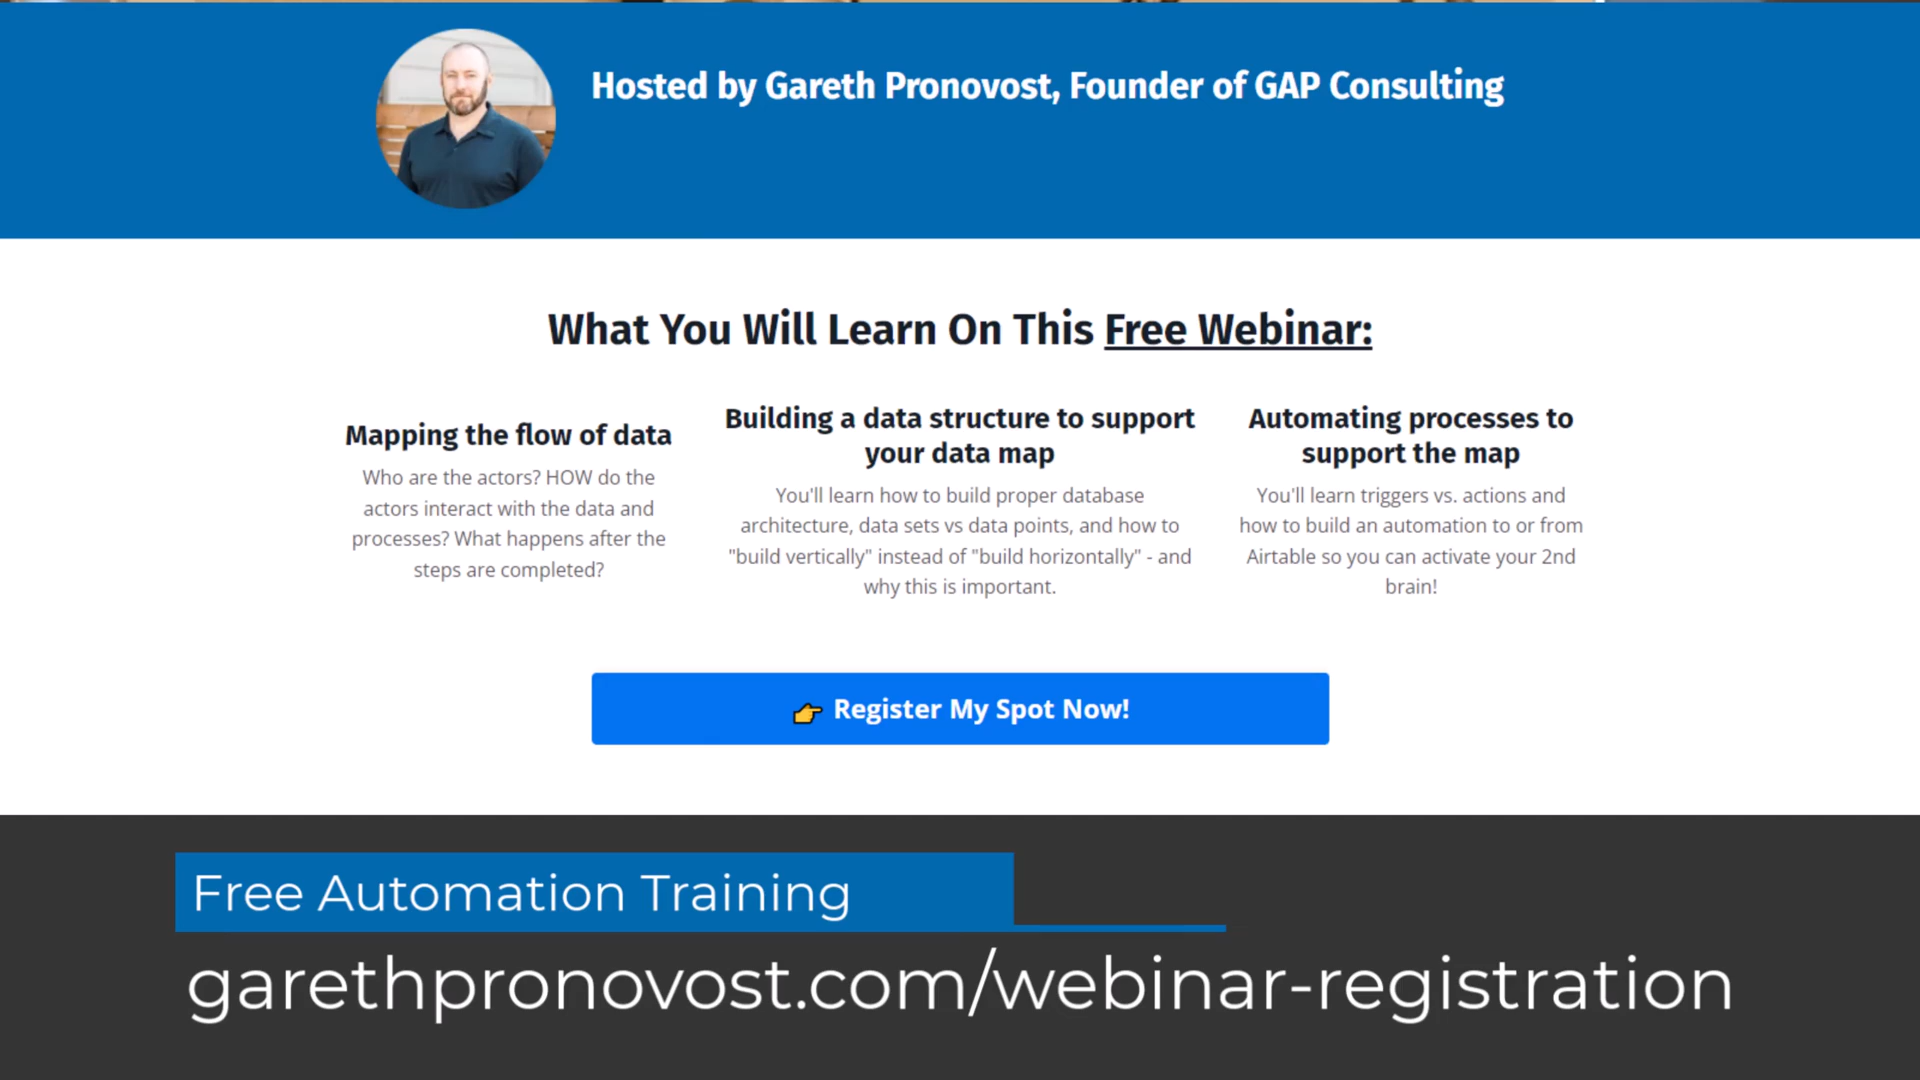 Hosted by Gareth Pronovost, Founder of GAP Consulting
What You Will Learn On This Free Webinar:
Mapping the flow of data
Who are the actors? HOW do the
actors interact with the data and
processes? What happens after the
steps are completed?
Building a data structure to support
your data map
You'll learn how to build proper database
architecture, data sets vs data points, and how to
"build vertically" instead of "build horizontally" - and
why this is important.
Automating processes to
support the map
You'll learn triggers vs. actions and
how to build an automation to or from
Airtable so you can activate your 2nd
brain!
👉 Register My Spot Now!
Free Automation Training
garethpronovost.com/webinar-registration